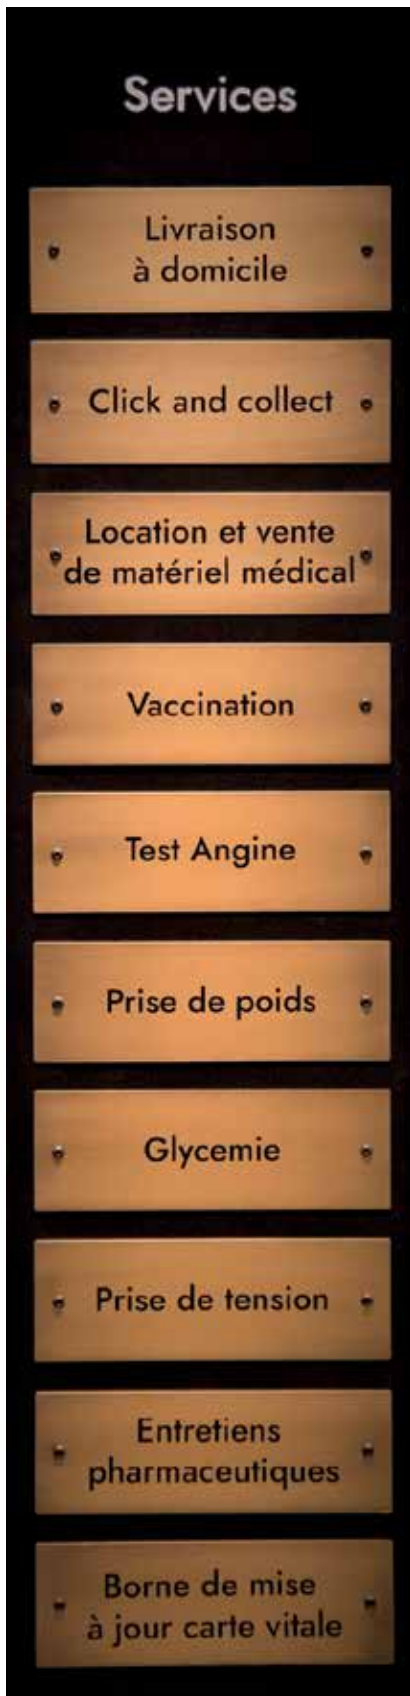 Services
Livraison
à domicile
Click and collect
Location et vente
de matériel médical
Vaccination
Test Angine
Prise de poids
Glycemie
Prise de tension
Entretiens
pharmaceutiques
Borne de mise
à jour carte vitale